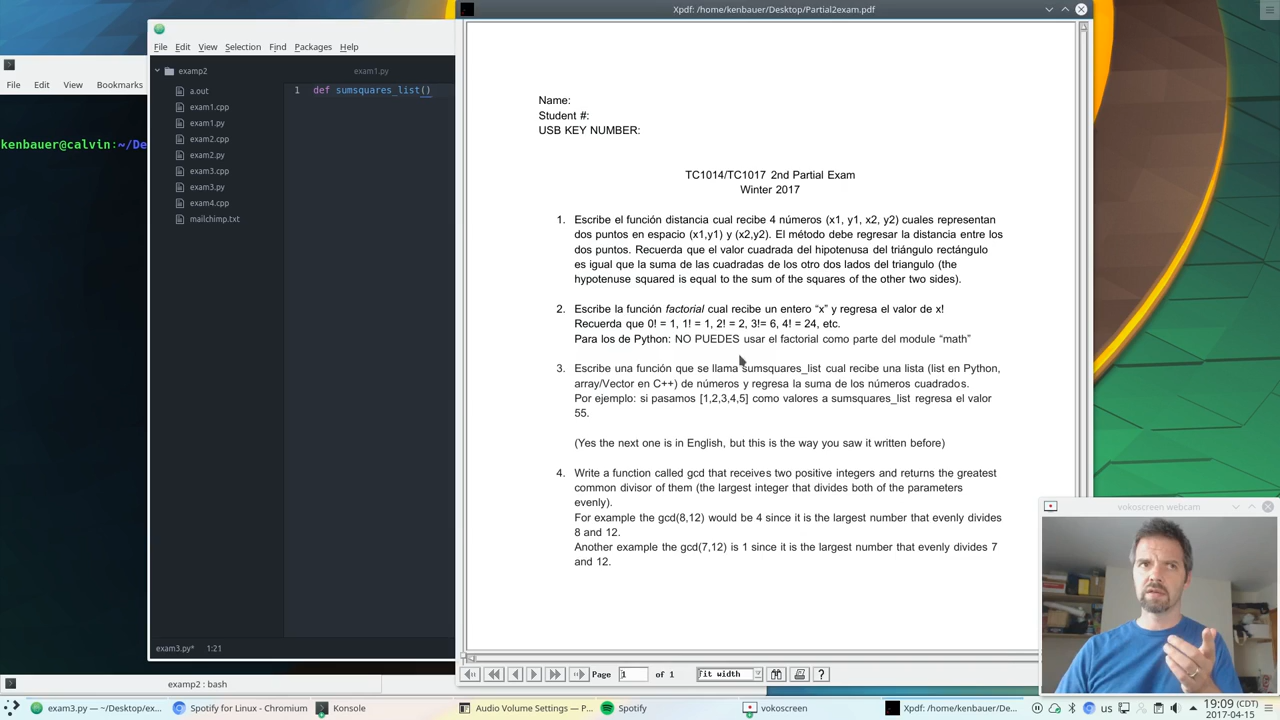 Xpdf: /home/kenbauer/Desktop/Partial2exam.pdf
File Edit View Selection Find Packages Help
File Edit View Bookmarks
examp2
exam1.py
a.out
exam1.cpp
exam1.py
exam2.cpp
exam2.py
exam3.cpp
exam3.py
exam4.cpp
mailchimp.txt
1 def sumsquares_list()
kenbauer@calvin:~/De
exam3.py* 1:21
examp2 : bash
Name:
Student #:
USB KEY NUMBER:
TC1014/TC1017 2nd Partial Exam
Winter 2017
1. Escribe el función distancia cual recibe 4 números (x1, y1, x2, y2) cuales representan
dos puntos en espacio (x1,y1) y (x2,y2). El método debe regresar la distancia entre los
dos puntos. Recuerda que el valor cuadrada del hipotenusa del triángulo rectángulo
es igual que la suma de las cuadradas de los otro dos lados del triangulo (the
hypotenuse squared is equal to the sum of the squares of the other two sides).
2. Escribe la función factorial cual recibe un entero “x” y regresa el valor de x!
Recuerda que 0! = 1, 1! = 1, 2! = 2, 3!= 6, 4! = 24, etc.
Para los de Python: NO PUEDES usar el factorial como parte del module “math”
3. Escribe una función que se llama sumsquares_list cual recibe una lista (list en Python,
array/Vector en C++) de números y regresa la suma de los números cuadrados.
Por ejemplo: si pasamos [1,2,3,4,5] como valores a sumsquares_list regresa el valor
55.
(Yes the next one is in English, but this is the way you saw it written before)
4. Write a function called gcd that receives two positive integers and returns the greatest
common divisor of them (the largest integer that divides both of the parameters
evenly).
For example the gcd(8,12) would be 4 since it is the largest number that evenly divides
8 and 12.
Another example the gcd(7,12) is 1 since it is the largest number that evenly divides 7
and 12.
Page 1 of 1 fit width ?
vokoscreen webcam
exam3.py — ~/Desktop/ex... Spotify for Linux - Chromium Konsole Audio Volume Settings — P... Spotify vokoscreen Xpdf: /home/kenbauer/De... us 19:09 (CDT)
2017-04-15